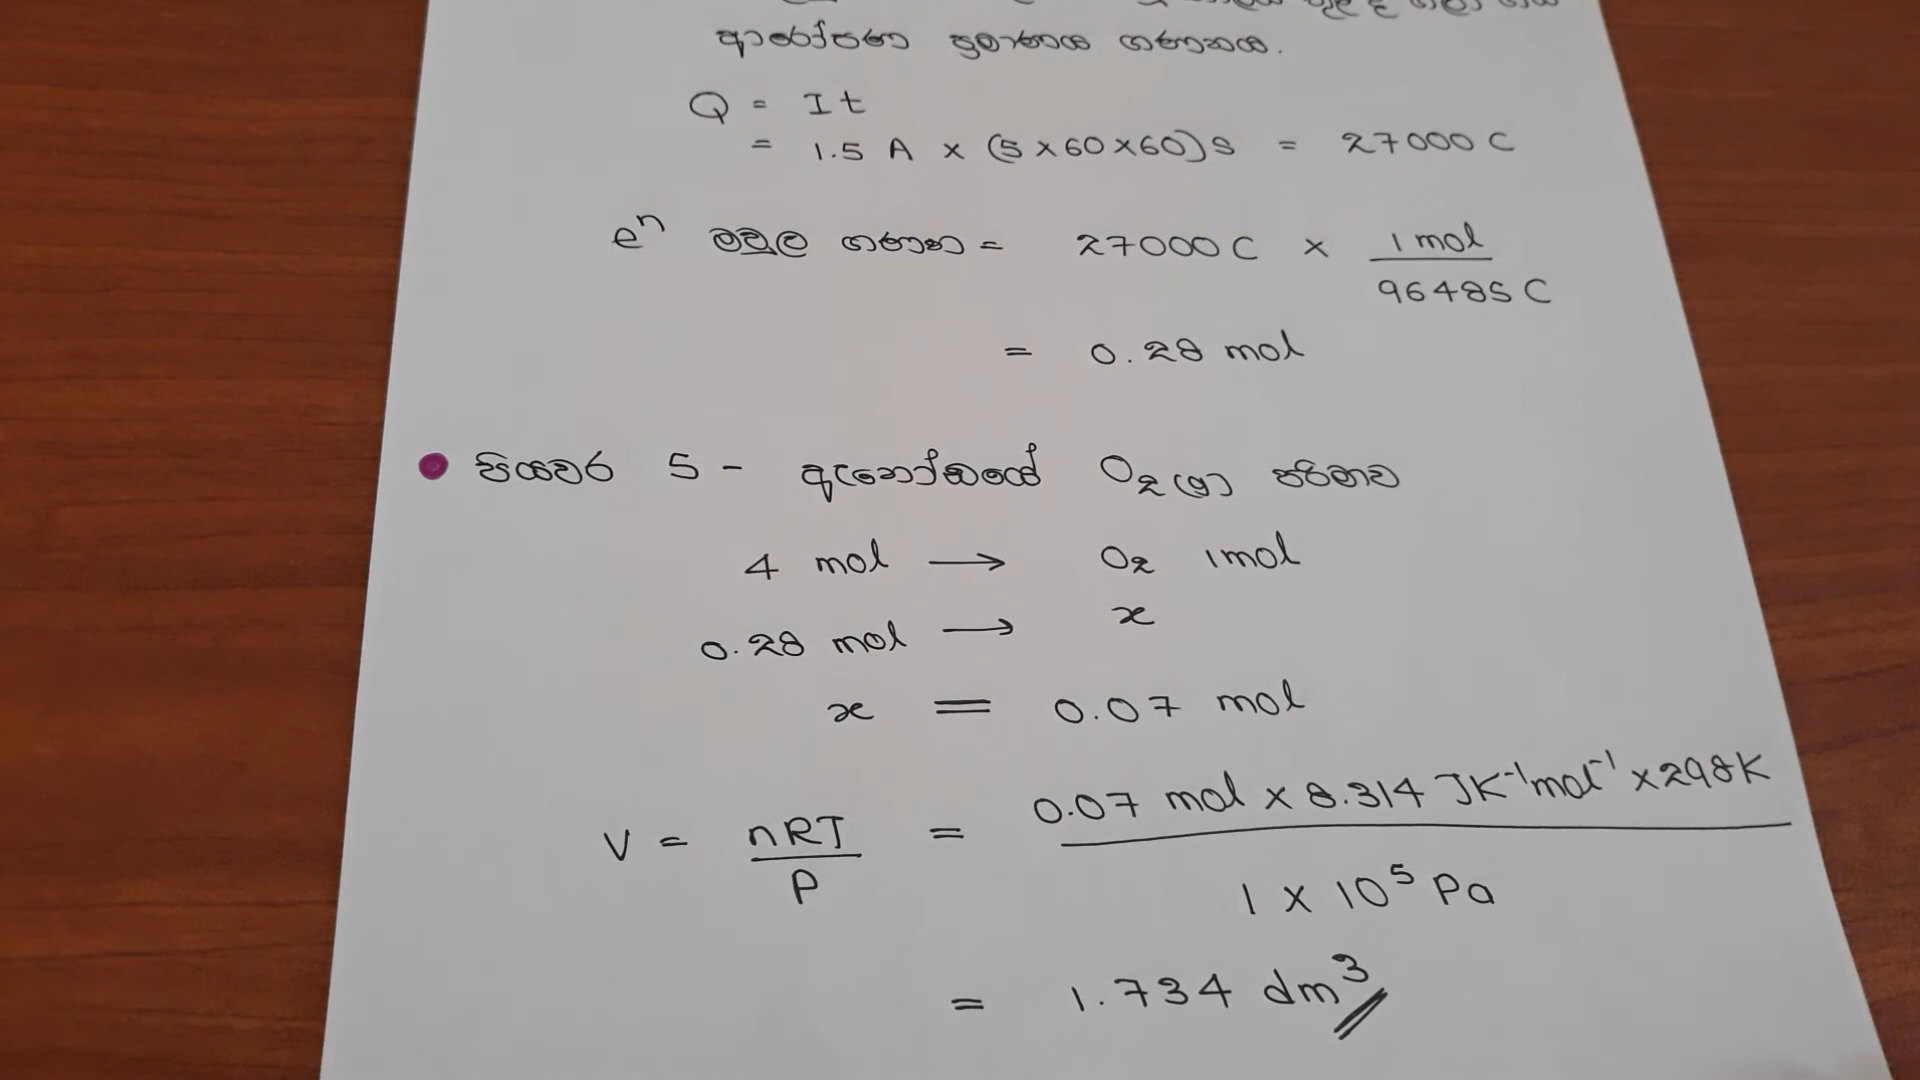 ආරෝපණ ප්‍රමාණය ගණනය.
Q = It
= 1.5 A × (5×60×60)s = 27000 C
eⁿ මවුල ගණන = 27000 C × 1 mol / 96485 C
= 0.28 mol
පියවර 5 - ඇනෝඩයේ O₂(g) පරිමාව
4 mol → O₂ 1mol
0.28 mol → x
x = 0.07 mol
V = nRT / P = 0.07 mol × 8.314 JK⁻¹mol⁻¹ × 298K / 1 × 10⁵ Pa
= 1.734 dm³